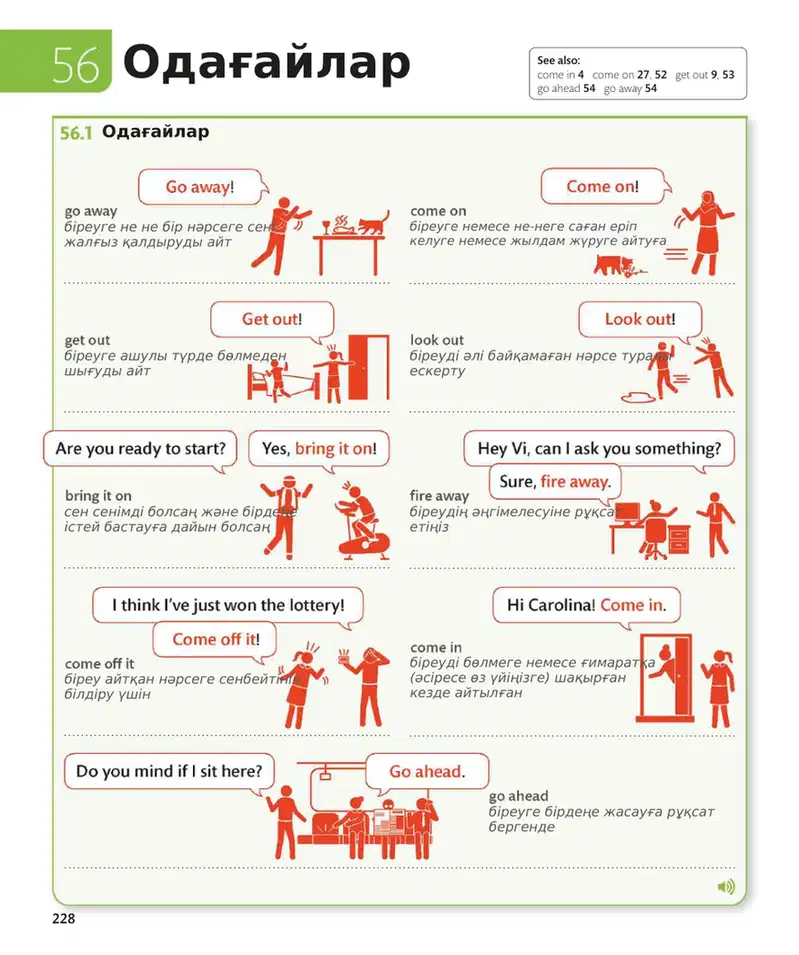 56 Одағайлар
See also:
come in 4 come on 27, 52 get out 9, 53
go ahead 54 go away 54
56.1 Одағайлар
Go away!
go away
біреуге не не бір нәрсеге сен
жалғыз қалдыруды айт
Come on!
come on
біреуге немесе не-неге саған еріп
келуге немесе жылдам жүруге айтуға
Get out!
get out
біреуге ашулы түрде бөлмеден
шығуды айт
Look out!
look out
біреуді әлі байқамаған нәрсе туралы
ескерту
Are you ready to start?
Yes, bring it on!
bring it on
сен сенімді болсаң және бірдеңе
істей бастауға дайын болсаң
Hey Vi, can I ask you something?
Sure, fire away.
fire away
біреудің әңгімелесуіне рұқсат
етіңіз
I think I've just won the lottery!
Come off it!
come off it
біреу айтқан нәрсеге сенбейтінін
білдіру үшін
Hi Carolina! Come in.
come in
біреуді бөлмеге немесе ғимаратқа
(әсіресе өз үйіңізге) шақырған
кезде айтылған
Do you mind if I sit here?
Go ahead.
go ahead
біреуге бірдеңе жасауға рұқсат
бергенде
228